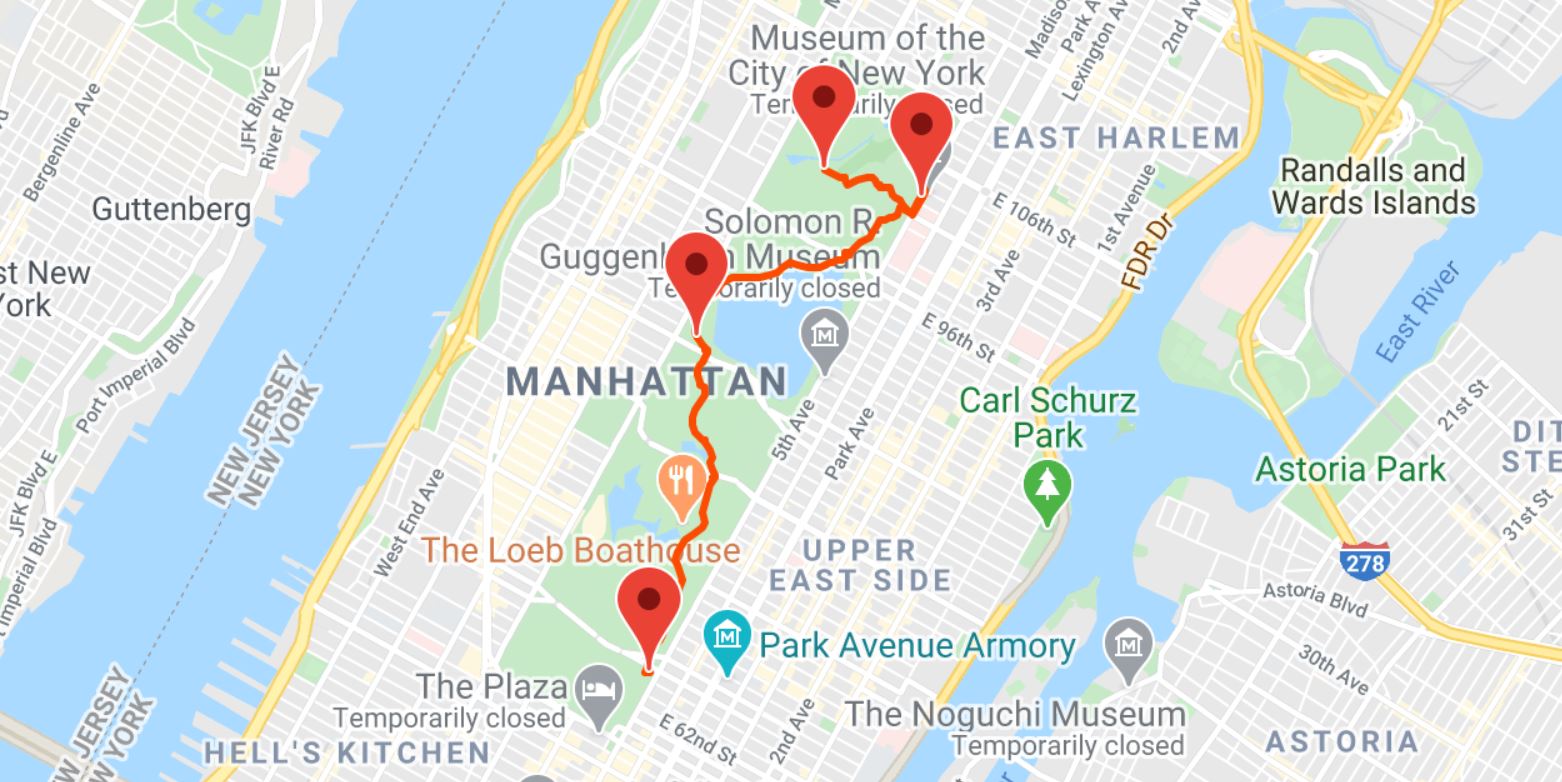 Museum of the
City of New York
Temporarily closed
Madison
Park A
Lexington Av
2nd Av
JFK Blvd E
River Rd
Bergenline Ave
EAST HARLEM
Randalls and
Wards Islands
Guttenberg
E 106th St
1st Avenue
Solomon R.
Guggenheim Museum
Temporarily closed
FDR Dr
3rd Ave
st New
York
East River
E 96th St
Port Imperial Blvd
MANHATTAN
NEW JERSEY
NEW YORK
Carl Schurz
Park
21st St
5th Ave
Park Ave
DIT
STE
Astoria Park
JFK Blvd E
West End Ave
31st St
The Loeb Boathouse
UPPER
EAST SIDE
278
Astoria Blvd
t Imperial Blvd
Park Avenue Armory
30th Ave
The Plaza
Temporarily closed
The Noguchi Museum
Temporarily closed
E 62nd St
2nd Ave
HELL'S KITCHEN
NEW JERSEY
W YORK
ASTORIA